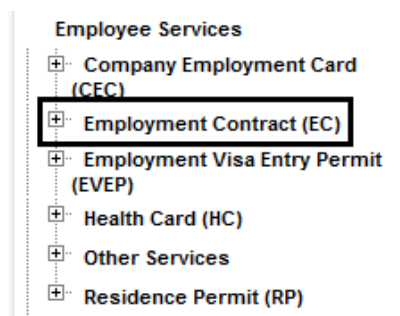 Employee Services
Company Employment Card
(CEC)
Employment Contract (EC)
Employment Visa Entry Permit
(EVEP)
Health Card (HC)
Other Services
Residence Permit (RP)